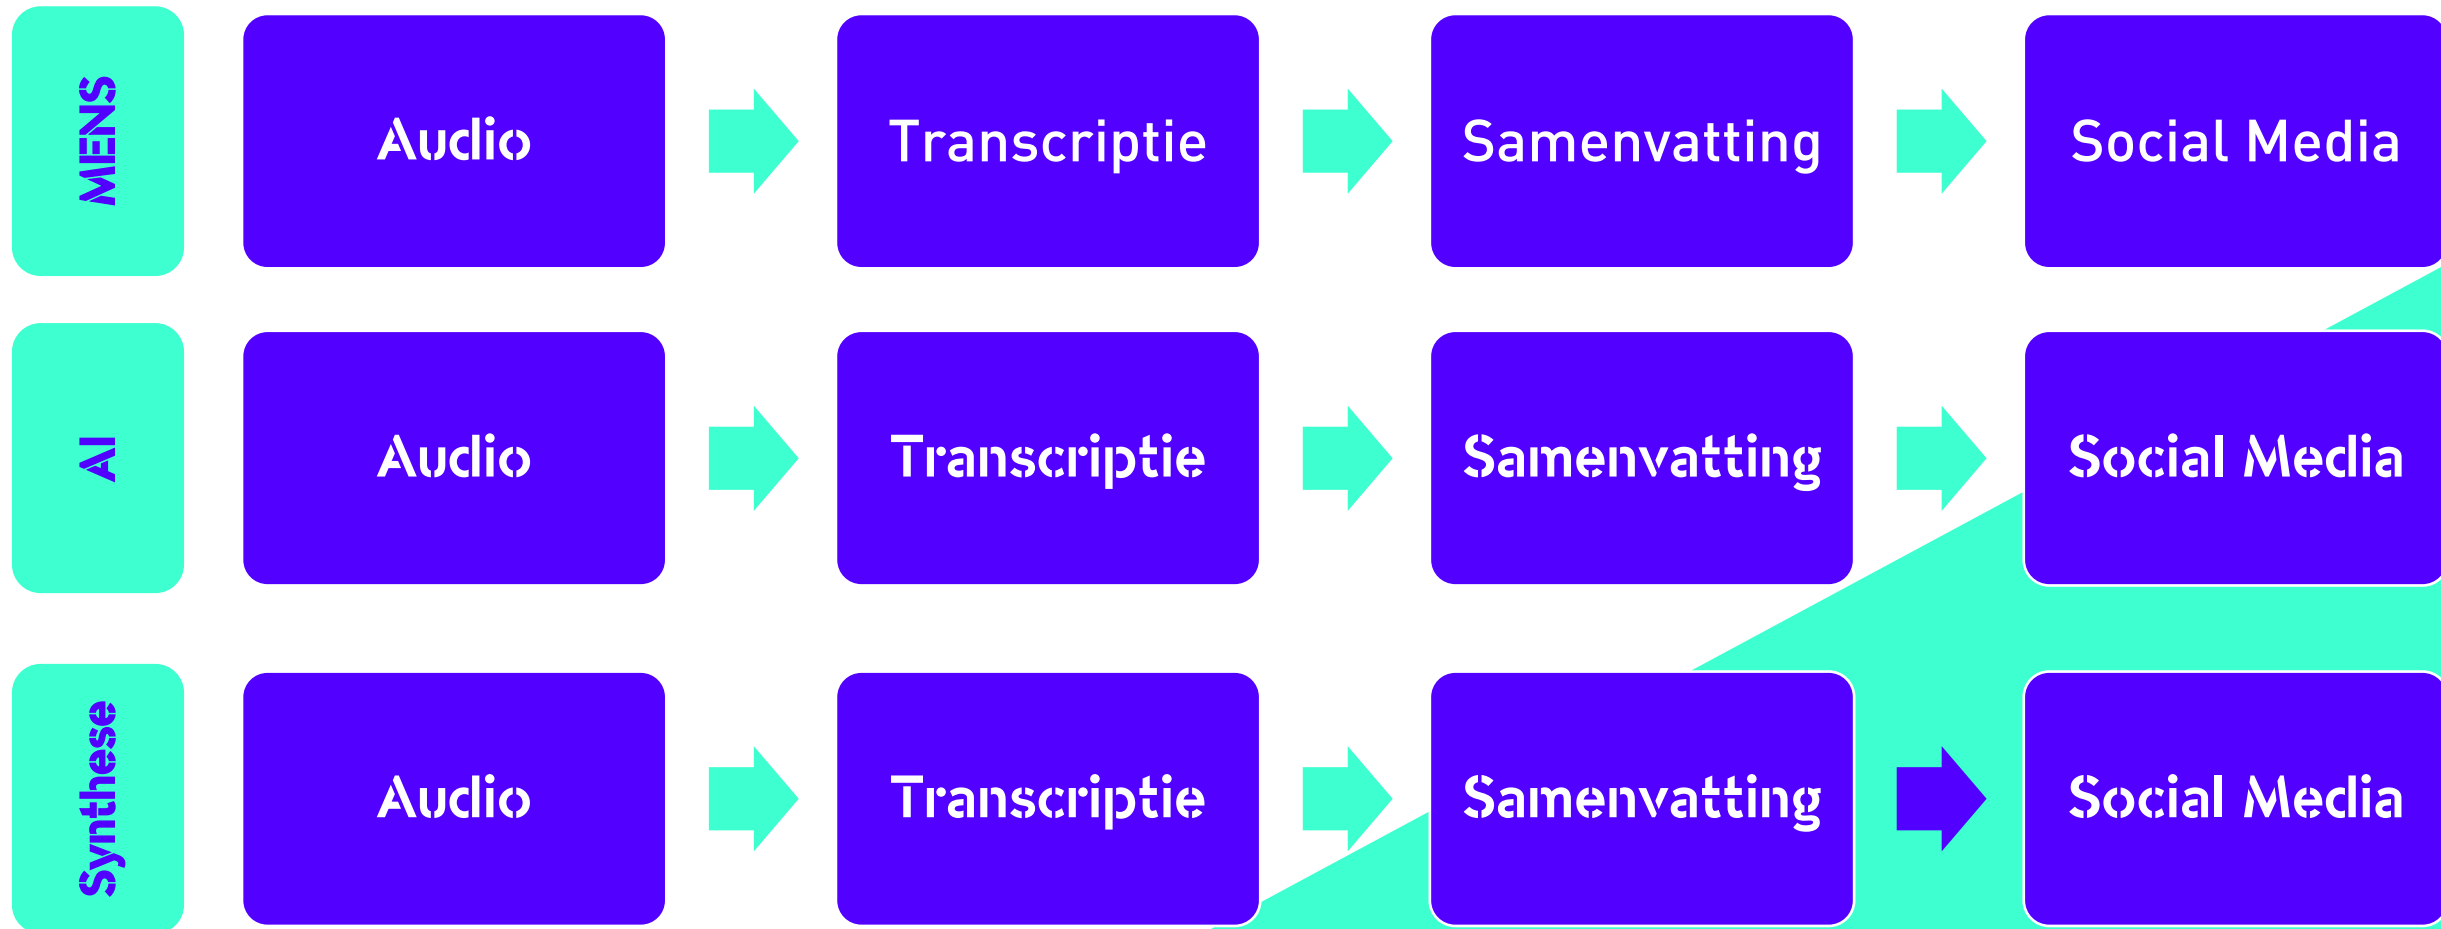 MENS
Audio
Transcriptie
Samenvatting
Social Media
AI
Audio
Transcriptie
Samenvatting
Social Media
Synthese
Audio
Transcriptie
Samenvatting
Social Media